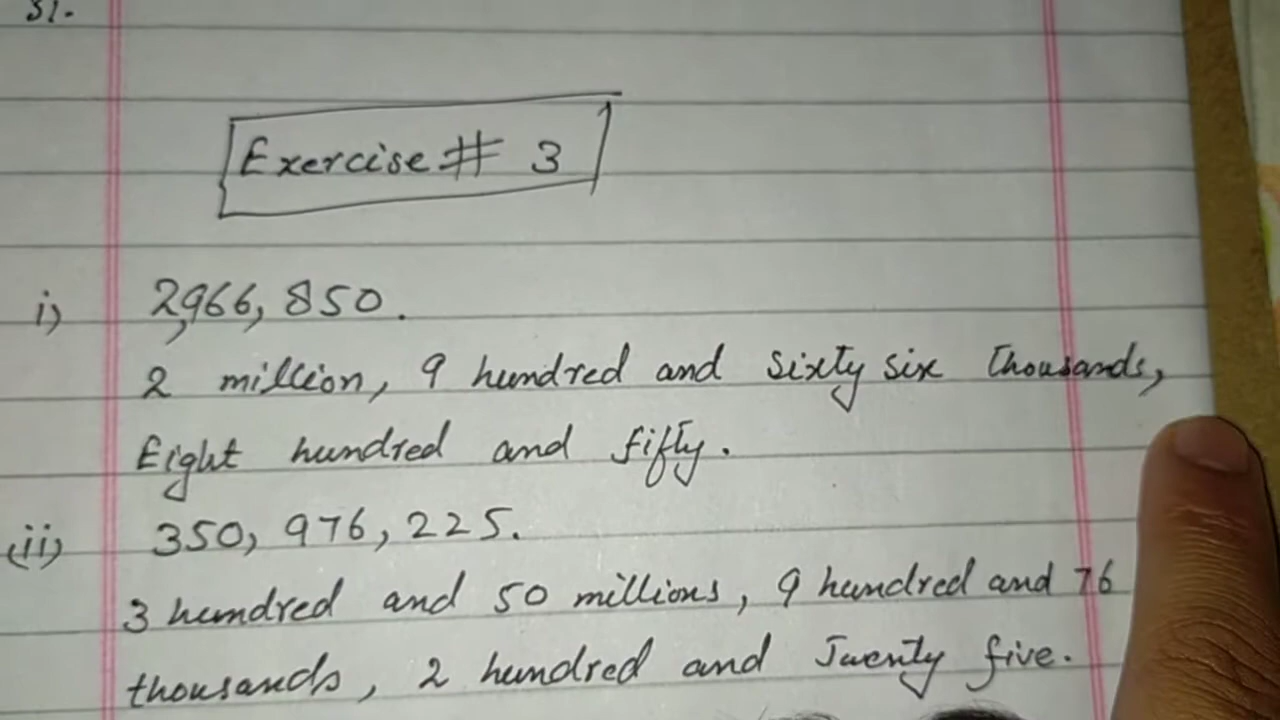 Exercise # 3
i) 2,966, 850.
2 million, 9 hundred and sixty six thousands,
Eight hundred and fifty.
(ii) 350, 976, 225.
3 hundred and 50 millions, 9 hundred and 76
thousands, 2 hundred and Twenty five.